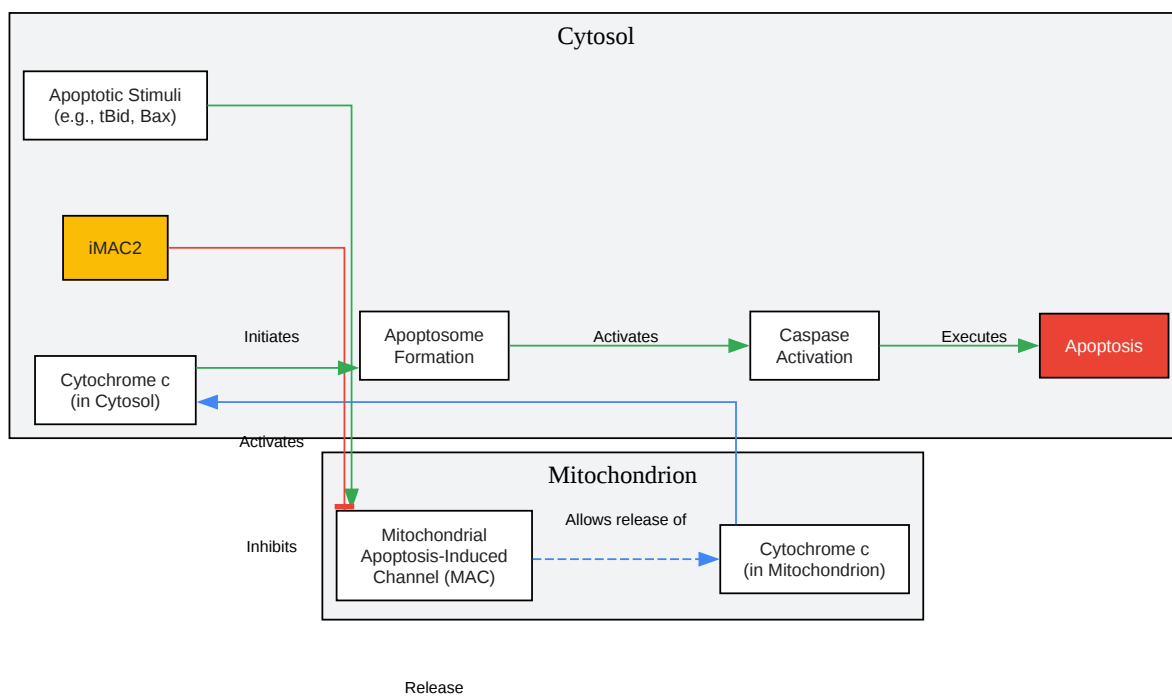 Cytosol
Apoptotic Stimuli
(e.g., tBid, Bax)
iMAC2
Initiates
Apoptosome
Formation
Activates
Caspase
Activation
Executes
Apoptosis
Cytochrome c
(in Cytosol)
Activates
Mitochondrion
Inhibits
Mitochondrial
Apoptosis-Induced
Channel (MAC)
Allows release of
Cytochrome c
(in Mitochondrion)
Release